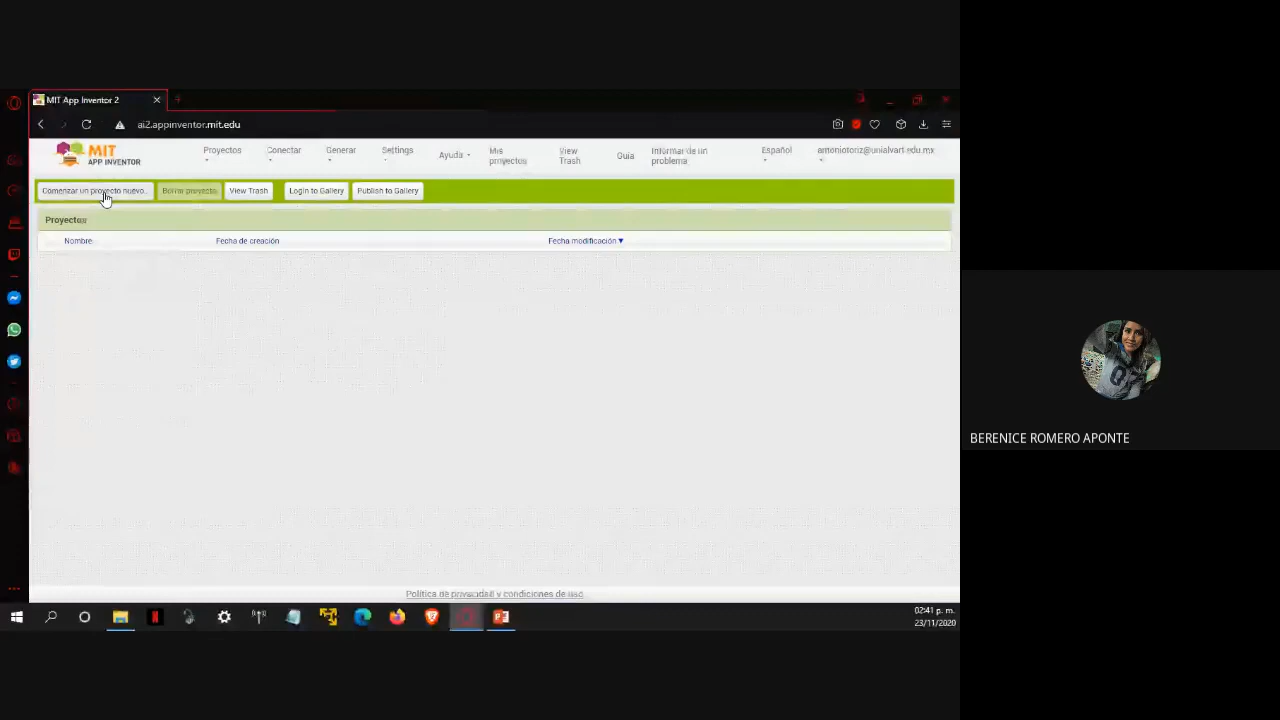 MIT App Inventor 2
ai2.appinventor.mit.edu
MIT
APP INVENTOR
Proyectos
Conectar
Generar
Settings
Ayuda
Mis
proyectos
View
Trash
Guía
Informar de un
problema
Español
antoniotoriz@unialvart.edu.mx
Comenzar un proyecto nuevo...
Borrar proyecto
View Trash
Login to Gallery
Publish to Gallery
Proyectos
Nombre
Fecha de creación
Fecha modificación ▼
Política de privacidad y condiciones de uso
02:41 p. m.
23/11/2020
BERENICE ROMERO APONTE